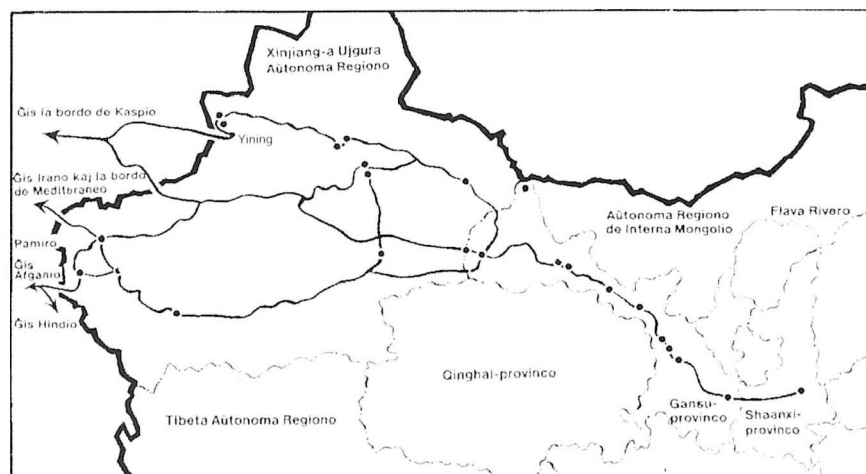 Xinjiang-a Ujgura
Aŭtonoma Regiono
Ĝis la bordo de Kaspio
Yining
Ĝis Irano kaj la bordo
de Mediteraneo
Aŭtonoma Regiono
de Interna Mongolio
Flava Rivero
Pamiro
Ĝis
Afganio
Ĝis Hindio
Qinghai-provinco
Tibeta Aŭtonoma Regiono
Gansu-
provinco
Shaanxi-
provinco